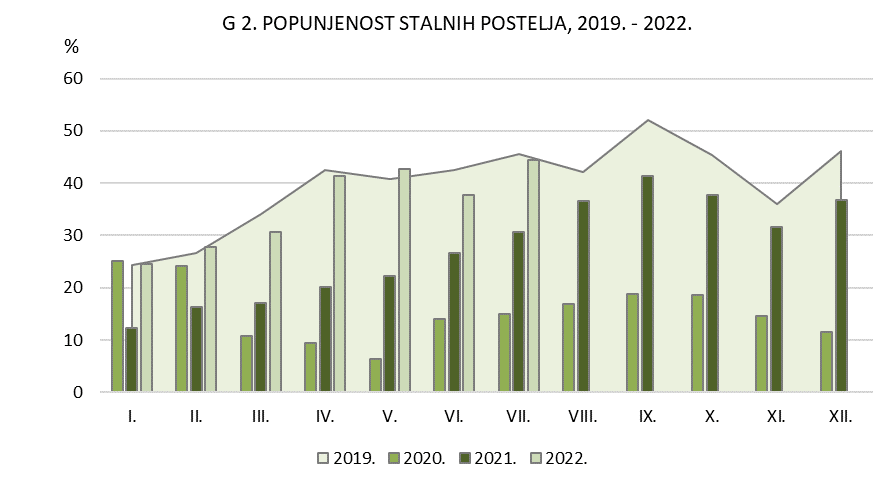 G 2. POPUNJENOST STALNIH POSTELJA, 2019. - 2022.
%
60
50
40
30
20
10
0
I. II. III. IV. V. VI. VII. VIII. IX. X. XI. XII.
2019. 2020. 2021. 2022.